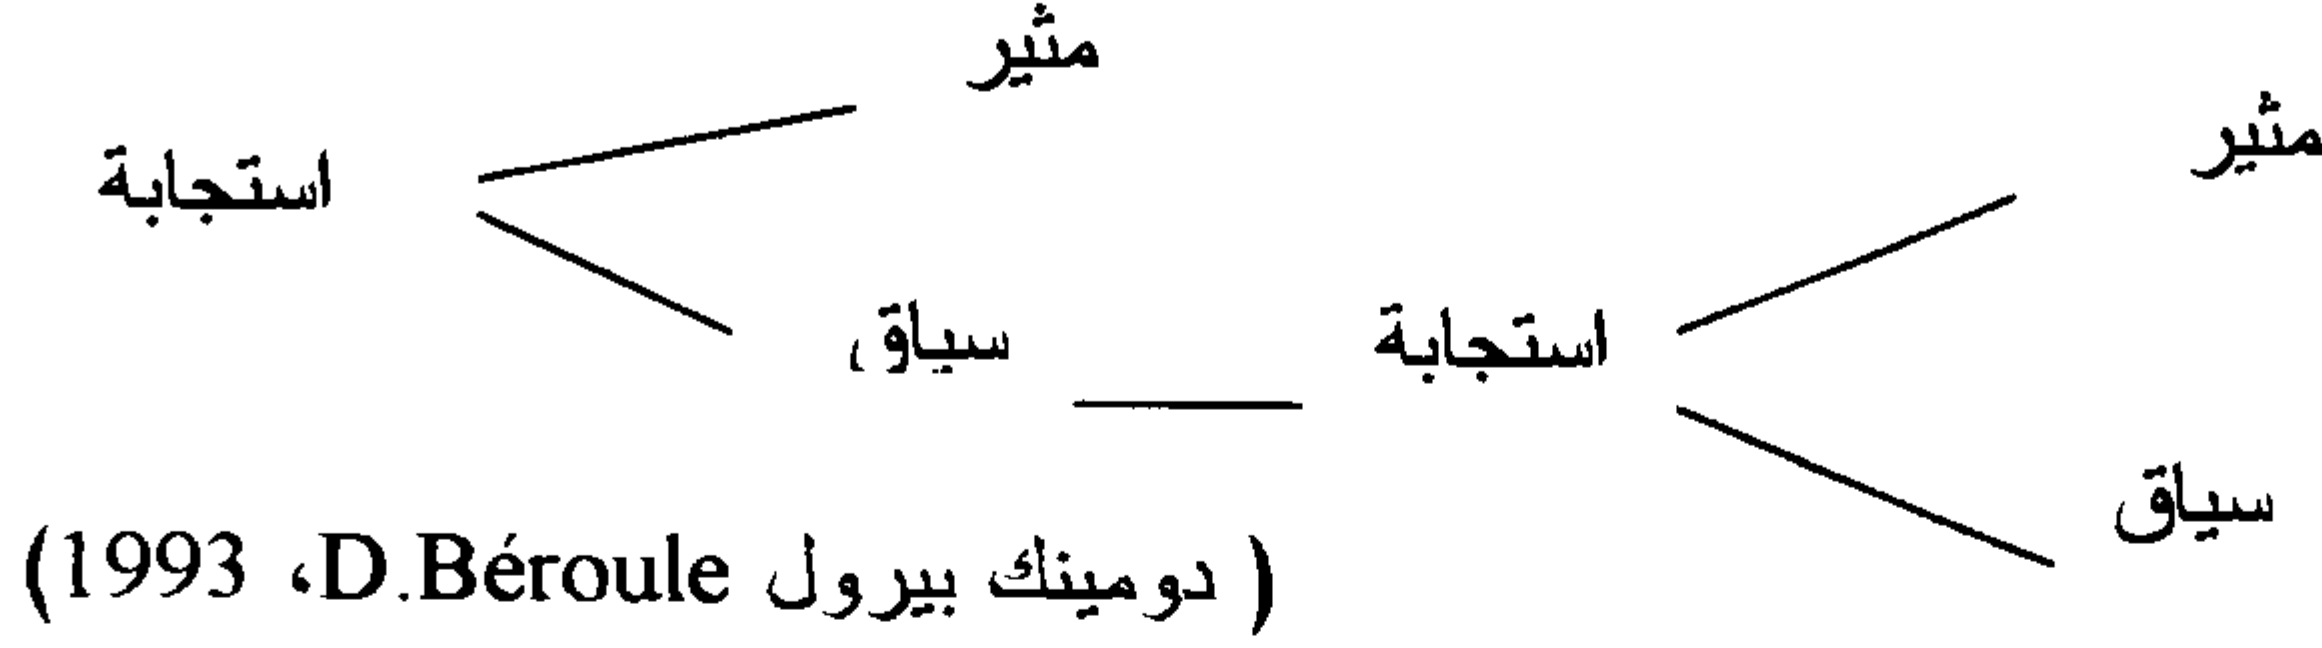 مثير
مثير
استجابة
استجابة
سياق
سياق
(دومينك بيرول D.Béroule، 1993)